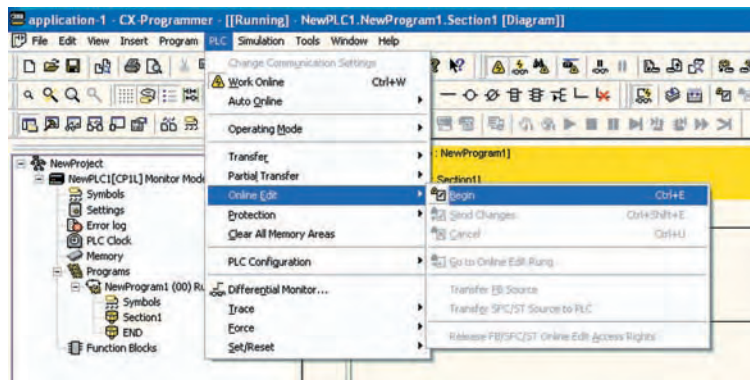 application-1 - CX-Programmer - [[Running] - NewPLC1.NewProgram1.Section1 [Diagram]]
File Edit View Insert Program PLC Simulation Tools Window Help
Change Communication Settings
Work Online Ctrl+W
Auto Online
Operating Mode
Transfer
Partial Transfer
Online Edit
Protection
Clear All Memory Areas
PLC Configuration
Differential Monitor...
Trace
Force
Set/Reset
: NewProgram1]
Section1]
Begin Ctrl+E
Send Changes Ctrl+Shift+E
Cancel Ctrl+U
Go to Online Edit Rung
Transfer FB Source
Transfer SFC/ST Source to PLC
Release FB/SFC/ST Online Edit Access Rights
NewProject
NewPLC1[CP1L] Monitor Mode
Symbols
Settings
Error log
PLC Clock
Memory
Programs
NewProgram1 (00) Ru
Symbols
Section1
END
Function Blocks